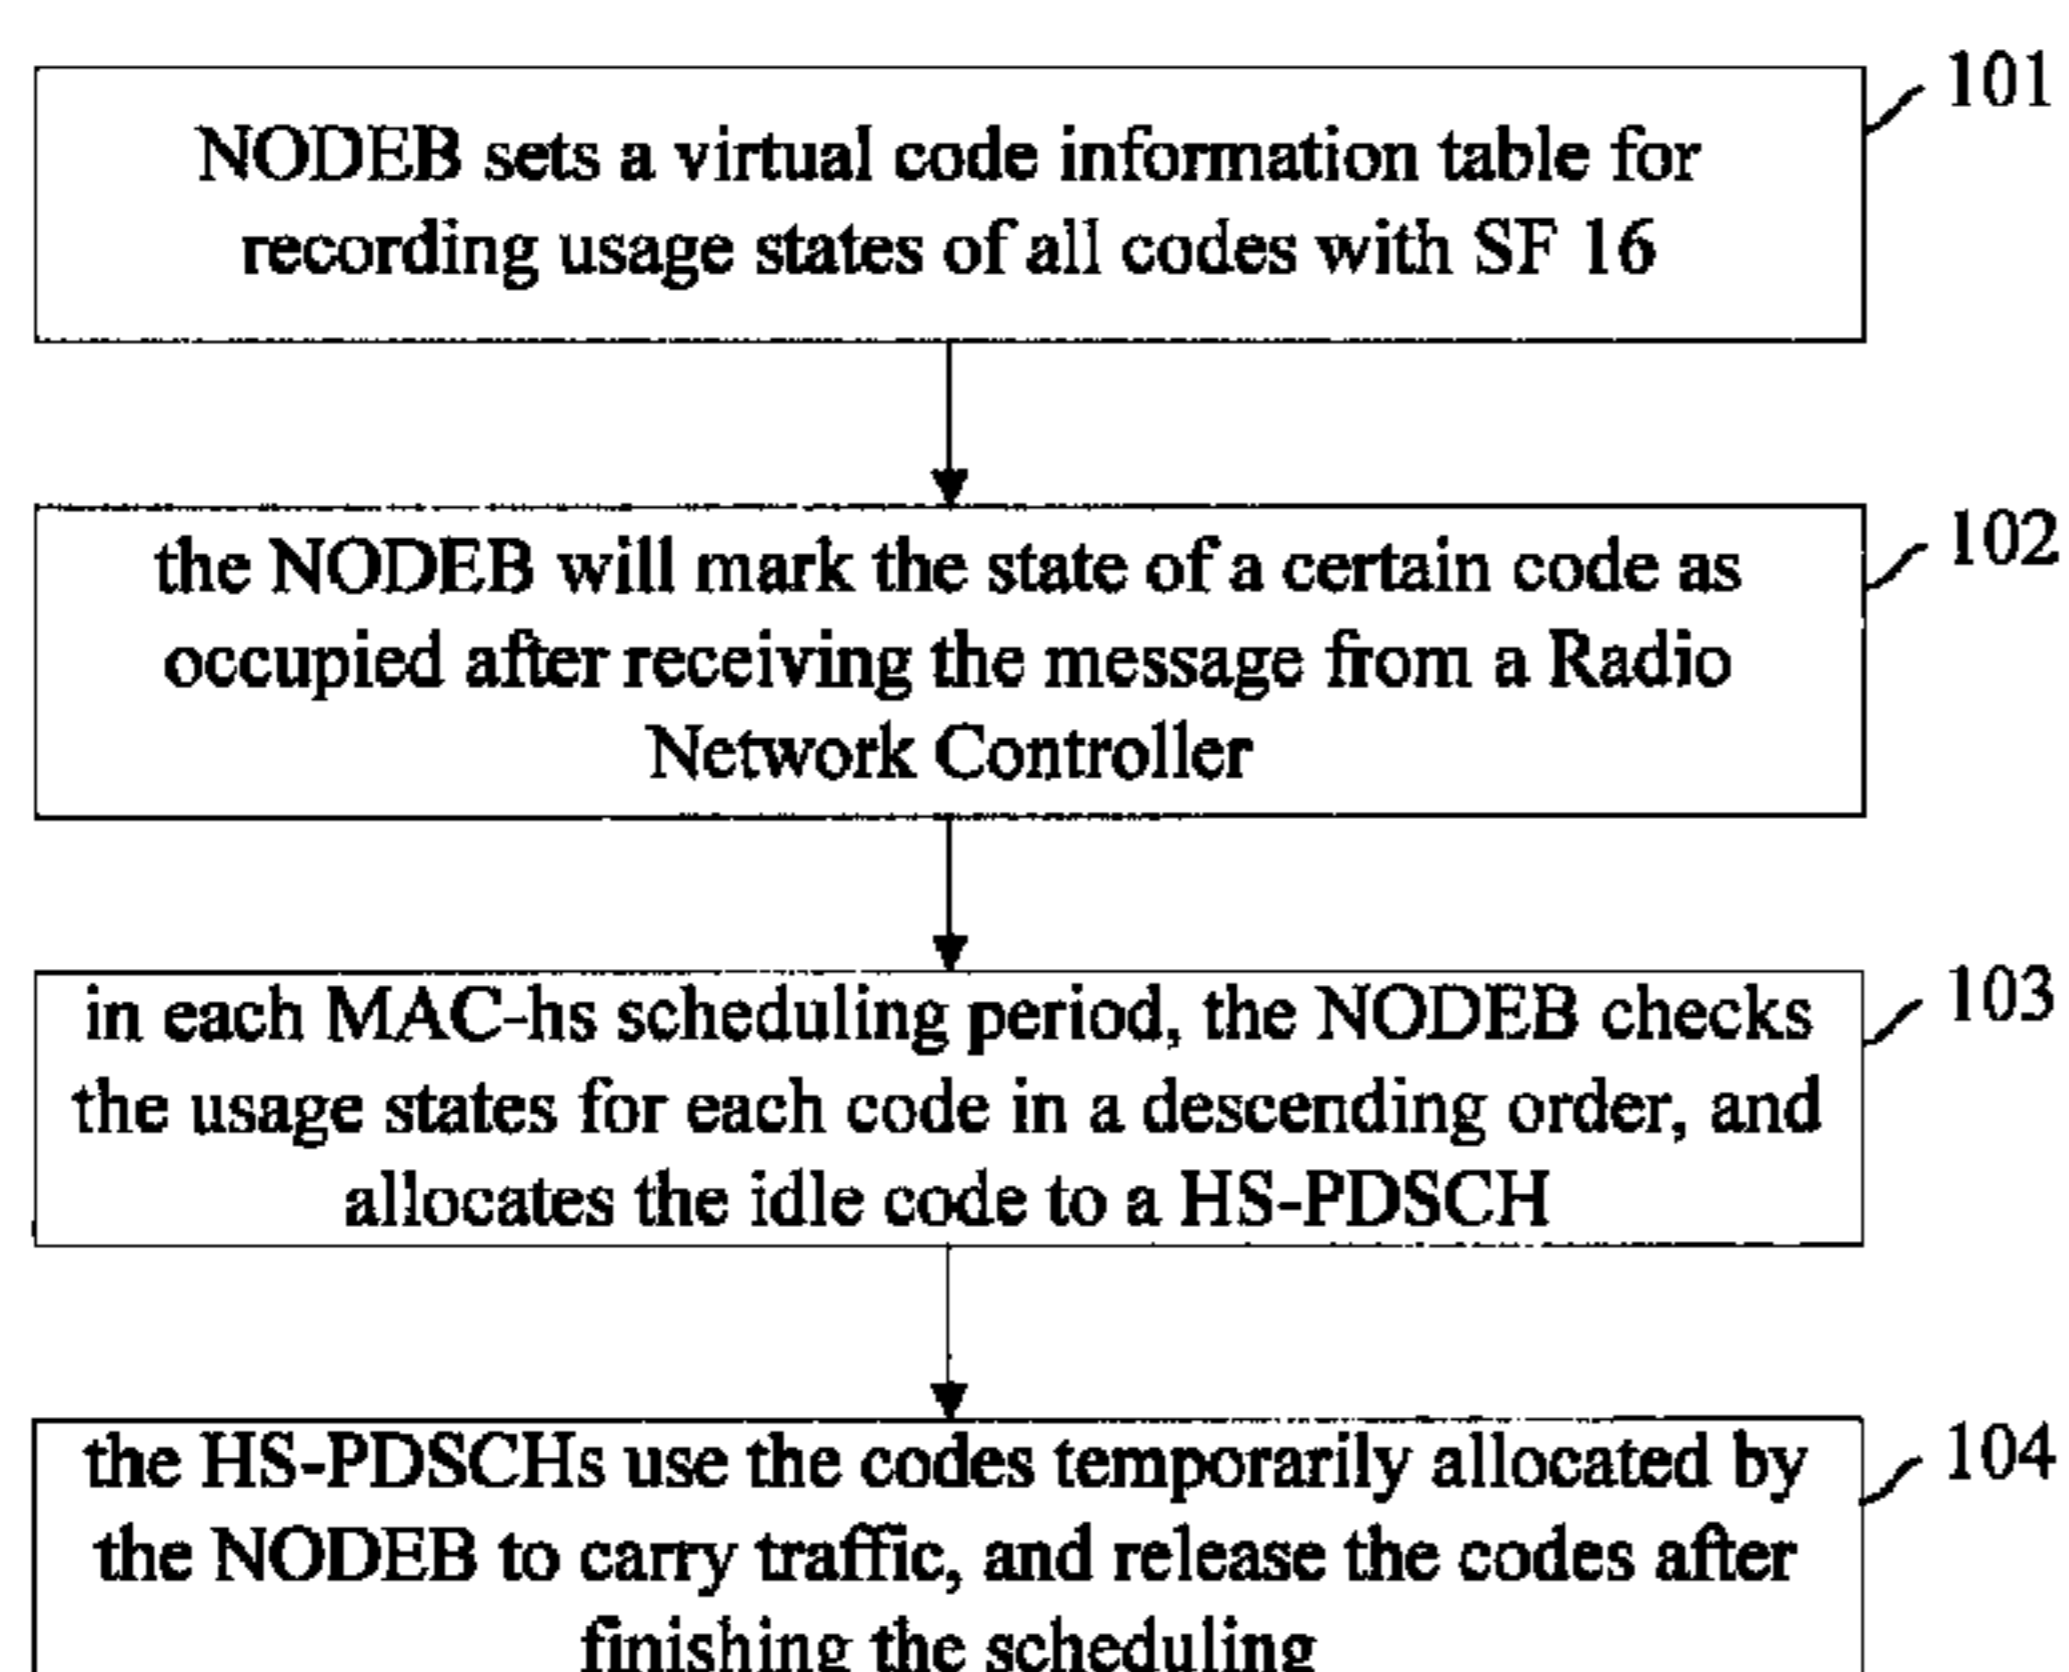 101
NODEB sets a virtual code information table for
recording usage states of all codes with SF 16
102
the NODEB will mark the state of a certain code as
occupied after receiving the message from a Radio
Network Controller
103
in each MAC-hs scheduling period, the NODEB checks
the usage states for each code in a descending order, and
allocates the idle code to a HS-PDSCH
104
the HS-PDSCHs use the codes temporarily allocated by
the NODEB to carry traffic, and release the codes after
finishing the scheduling